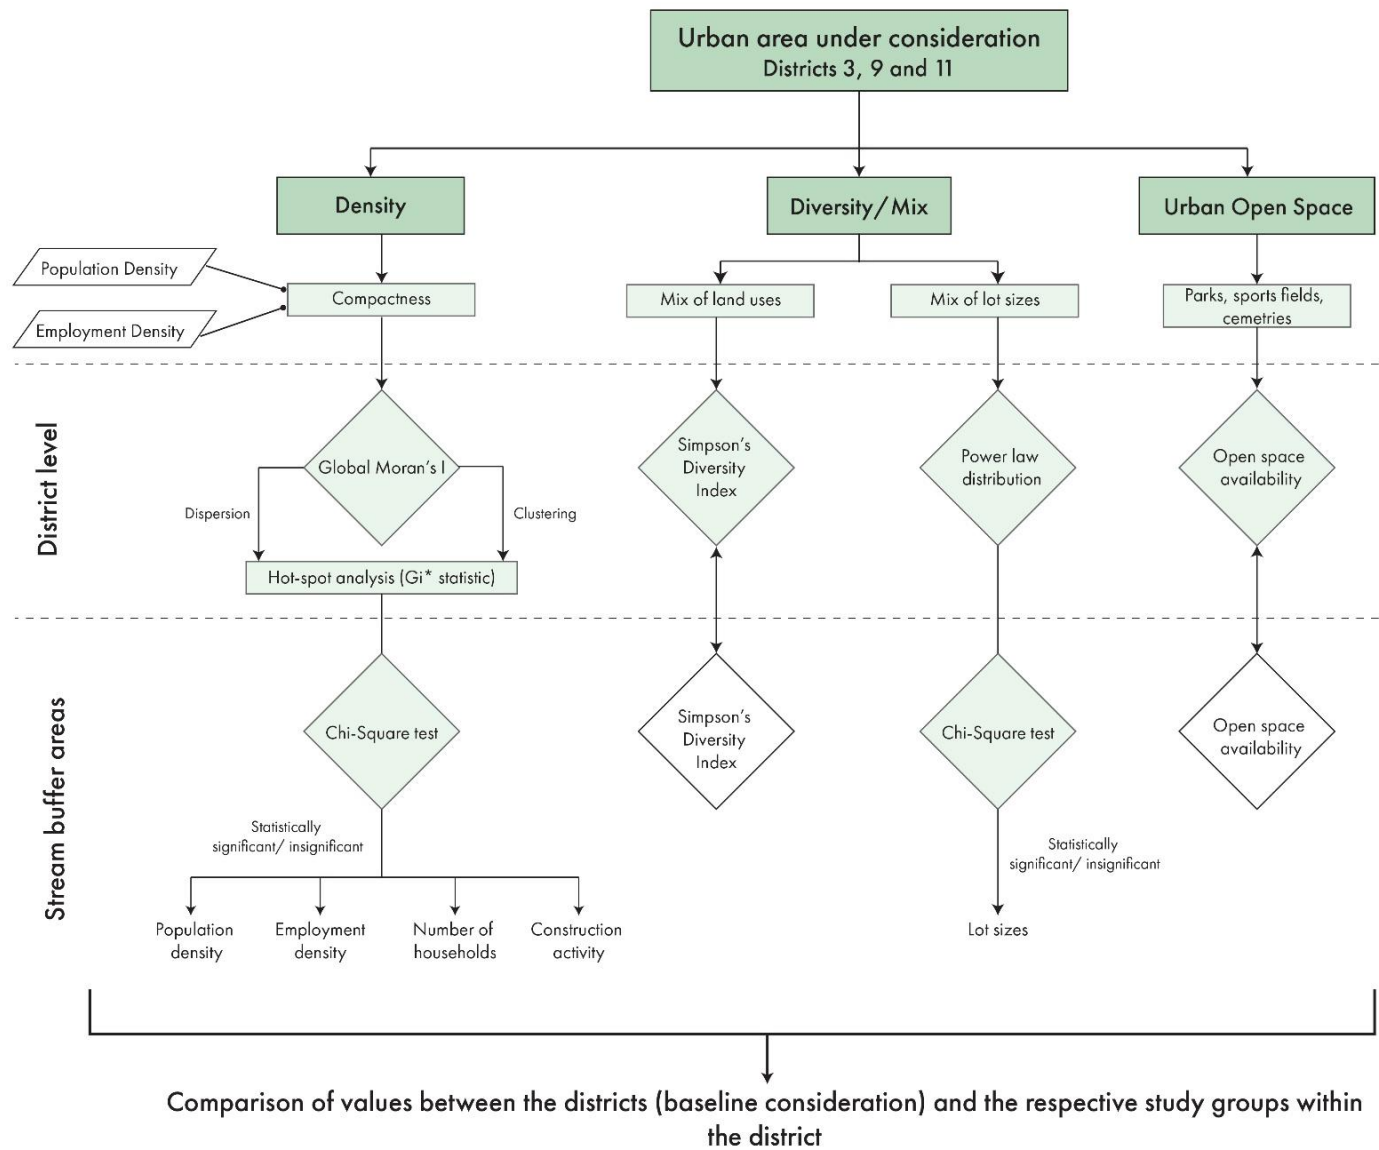 Urban area under consideration
Districts 3, 9 and 11
Density
Diversity/Mix
Urban Open Space
Population Density
Employment Density
Compactness
Mix of land uses
Mix of lot sizes
Parks, sports fields,
cemetries
District level
Global Moran's I
Dispersion
Clustering
Hot-spot analysis (Gi* statistic)
Simpson's
Diversity
Index
Power law
distribution
Open space
availability
Stream buffer areas
Chi-Square test
Simpson's
Diversity
Index
Chi-Square test
Open space
availability
Statistically
significant/ insignificant
Population
density
Employment
density
Number of
households
Construction
activity
Statistically
significant/ insignificant
Lot sizes
Comparison of values between the districts (baseline consideration) and the respective study groups within
the district